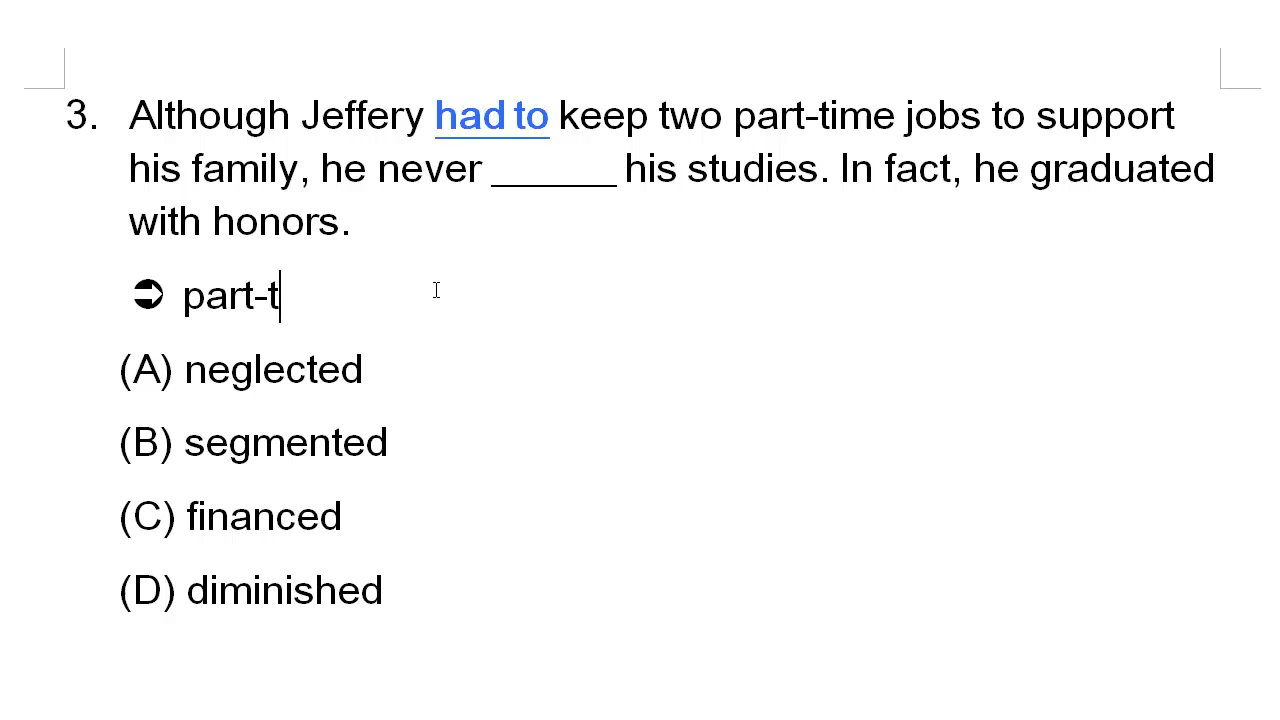 3. Although Jeffery had to keep two part-time jobs to support
his family, he never ______ his studies. In fact, he graduated
with honors.
➲ part-t
(A) neglected
(B) segmented
(C) financed
(D) diminished